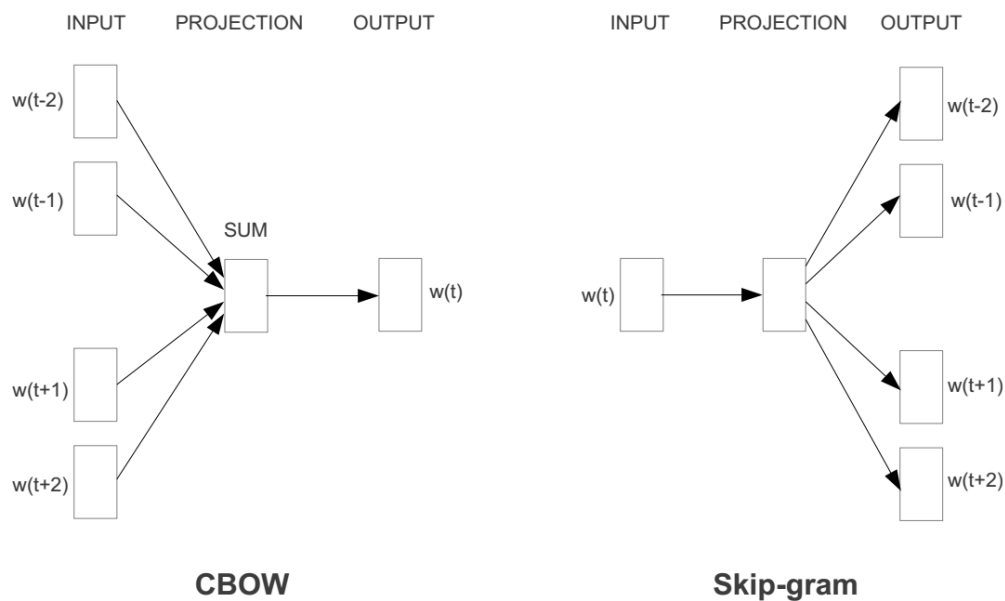 INPUT PROJECTION OUTPUT
w(t-2)
w(t-1)
SUM
w(t)
w(t+1)
w(t+2)
CBOW
INPUT PROJECTION OUTPUT
w(t-2)
w(t-1)
w(t)
w(t+1)
w(t+2)
Skip-gram